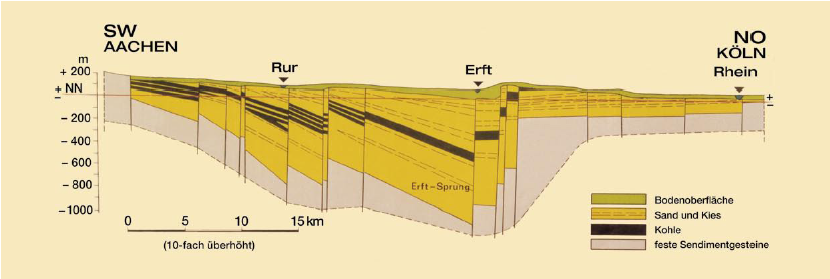 SW
AACHEN
NO
KÖLN
Rur
Erft
Rhein
m
+ 200
+ NN
–
– 200
– 400
– 600
– 800
–1000
+
–
Erft–Sprung
0 5 10 15 km
(10-fach überhöht)
Bodenoberfläche
Sand und Kies
Kohle
feste Sendimentgesteine